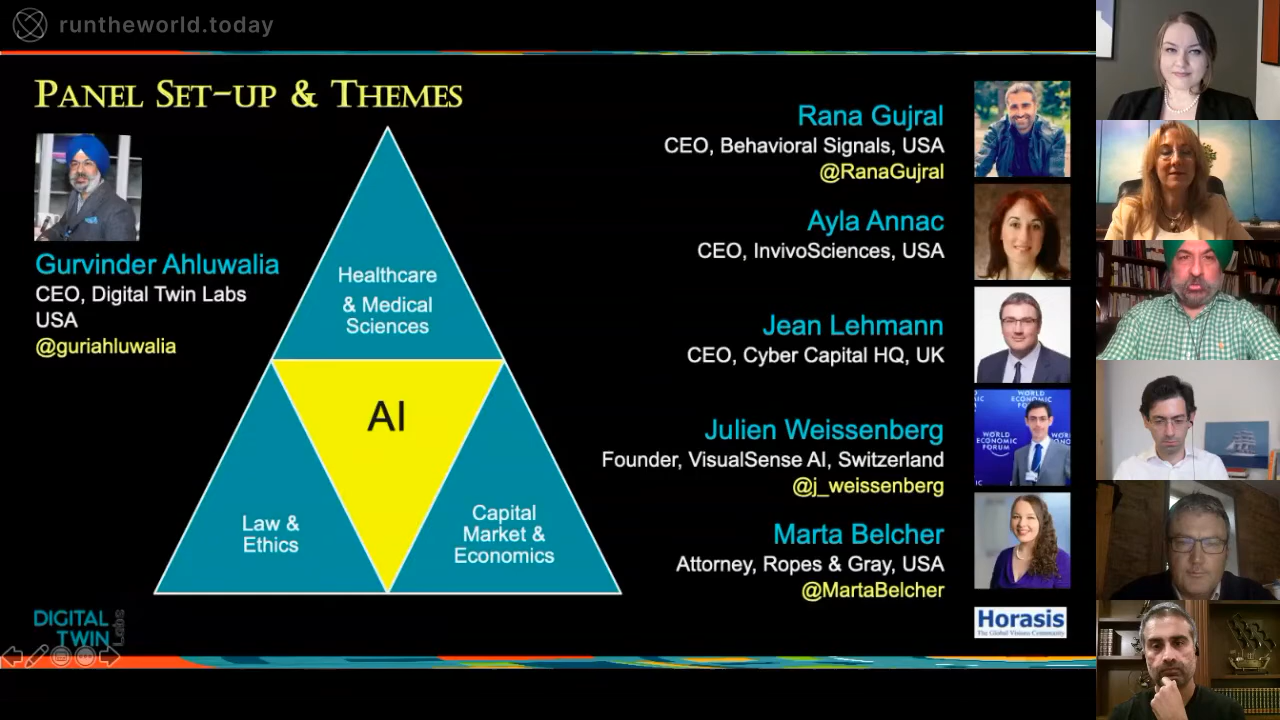 runtheworld.today
PANEL SET-UP & THEMES
Gurvinder Ahluwalia
CEO, Digital Twin Labs
USA
@guriahluwalia
Healthcare
& Medical
Sciences
AI
Law &
Ethics
Capital
Market &
Economics
Rana Gujral
CEO, Behavioral Signals, USA
@RanaGujral
Ayla Annac
CEO, InvivoSciences, USA
Jean Lehmann
CEO, Cyber Capital HQ, UK
Julien Weissenberg
Founder, VisualSense AI, Switzerland
@j_weissenberg
WORLD
ECONOMIC
FORUM
Marta Belcher
Attorney, Ropes & Gray, USA
@MartaBelcher
DIGITAL
TWIN
Labs
Horasis
The Global Visions Community